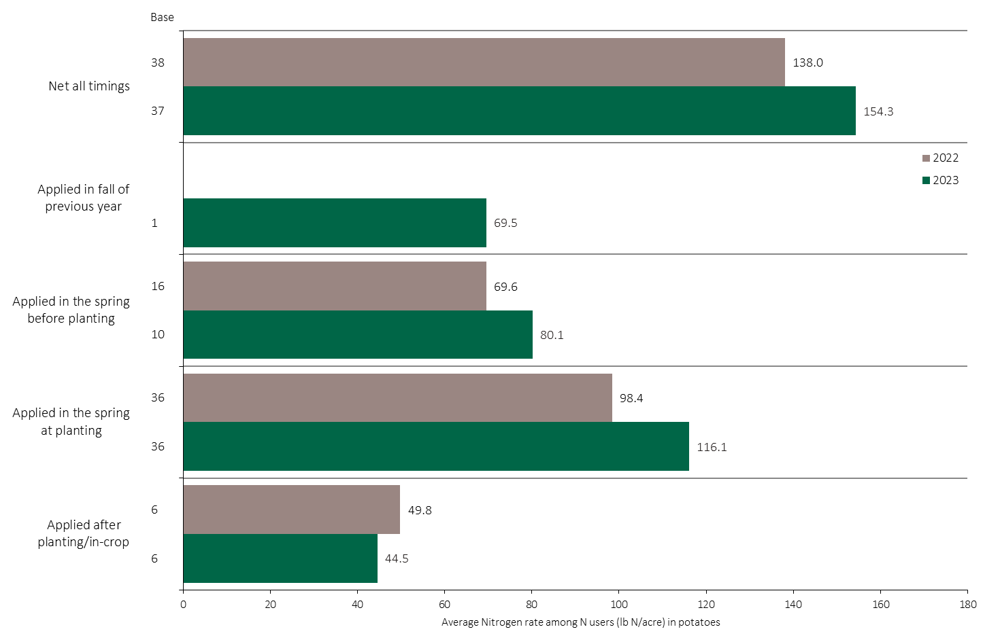 Base
38
138.0
Net all timings
37
154.3
2022
2023
Applied in fall of
previous year
1
69.5
16
69.6
Applied in the spring
before planting
10
80.1
36
98.4
Applied in the spring
at planting
36
116.1
6
49.8
Applied after
planting/in-crop
6
44.5
0 20 40 60 80 100 120 140 160 180
Average Nitrogen rate among N users (lb N/acre) in potatoes